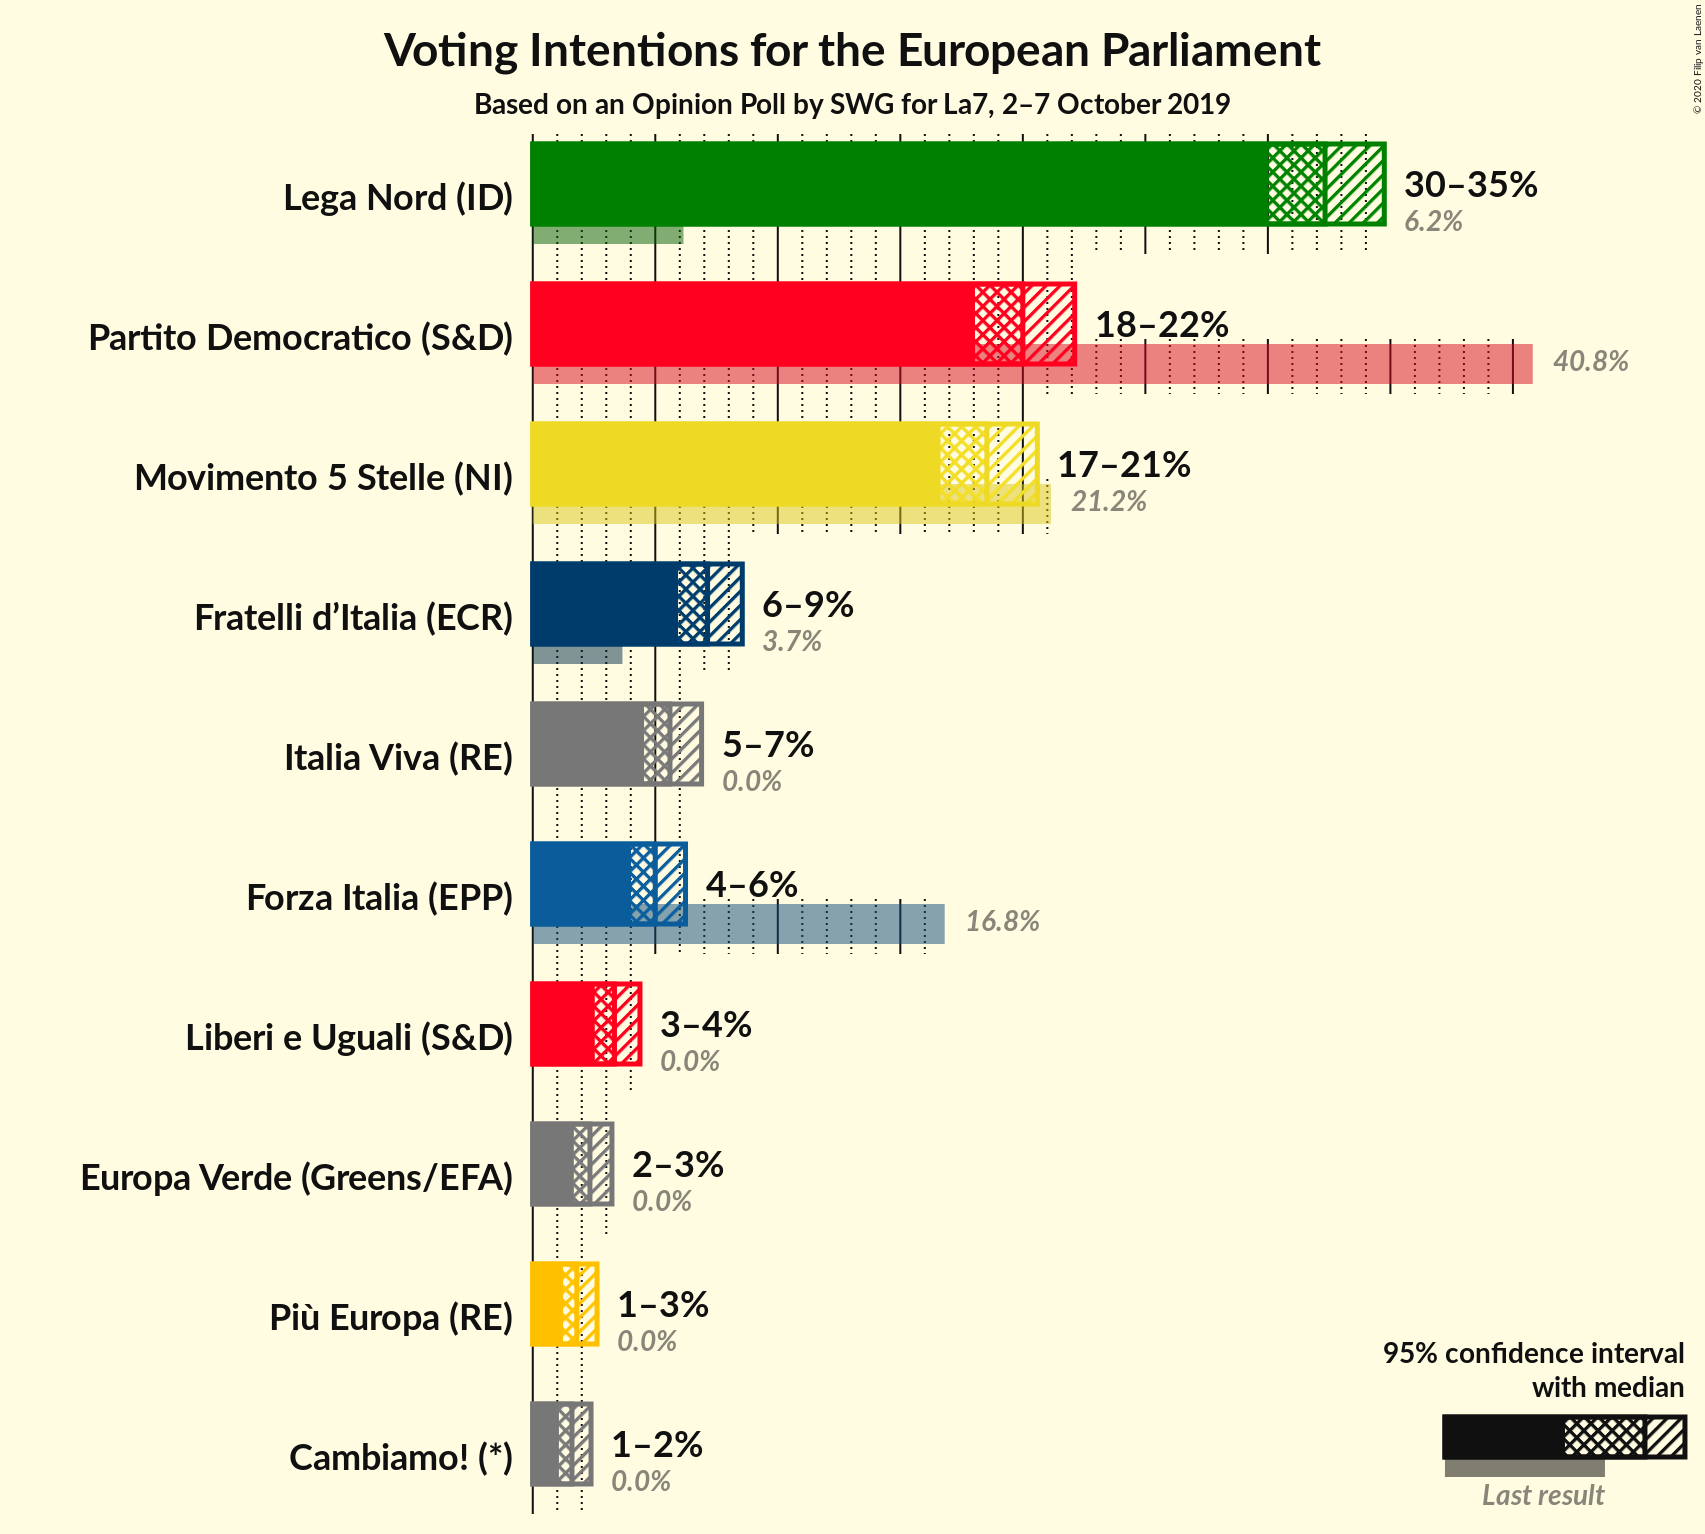 Voting Intentions for the European Parliament
Based on an Opinion Poll by SWG for La7, 2–7 October 2019
© 2020 Filip van Laenen
Lega Nord (ID)
30–35%
6.2%
Partito Democratico (S&D)
18–22%
40.8%
Movimento 5 Stelle (NI)
17–21%
21.2%
Fratelli d’Italia (ECR)
6–9%
3.7%
Italia Viva (RE)
5–7%
0.0%
Forza Italia (EPP)
4–6%
16.8%
Liberi e Uguali (S&D)
3–4%
0.0%
Europa Verde (Greens/EFA)
2–3%
0.0%
Più Europa (RE)
1–3%
0.0%
Cambiamo! (*)
1–2%
0.0%
95% confidence interval
with median
Last result